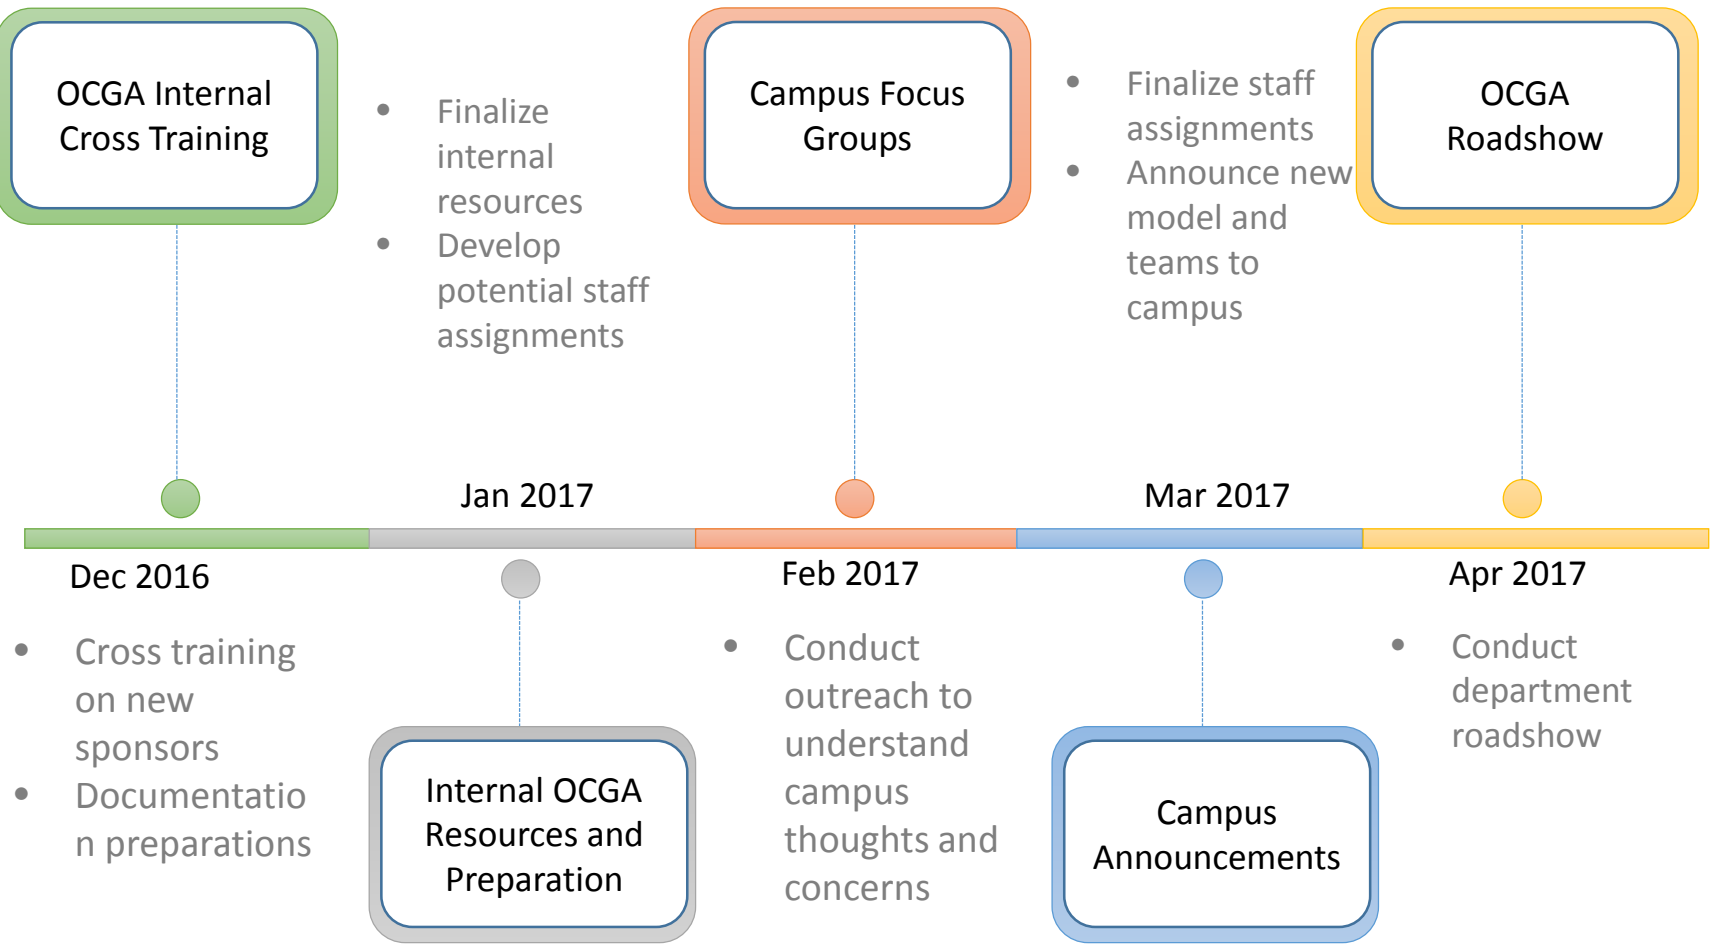 OCGA Internal
Cross Training
• Finalize
internal
resources
• Develop
potential staff
assignments
Campus Focus
Groups
• Finalize staff
assignments
• Announce new
model and
teams to
campus
OCGA
Roadshow
Jan 2017
Mar 2017
Dec 2016
Feb 2017
Apr 2017
• Cross training
on new
sponsors
• Documentatio
n preparations
Internal OCGA
Resources and
Preparation
• Conduct
outreach to
understand
campus
thoughts and
concerns
Campus
Announcements
• Conduct
department
roadshow